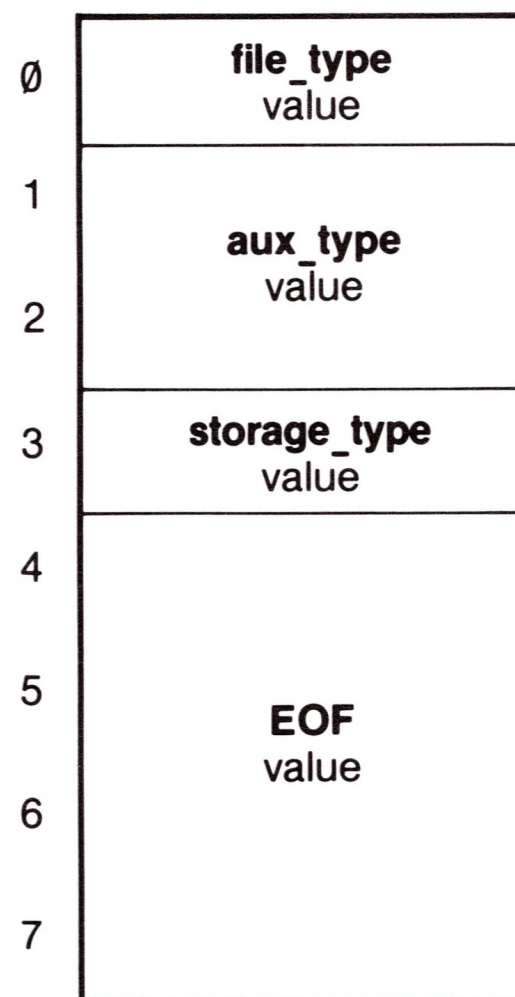 Ø
file_type
value
1
aux_type
value
2
3
storage_type
value
4
5
EOF
value
6
7